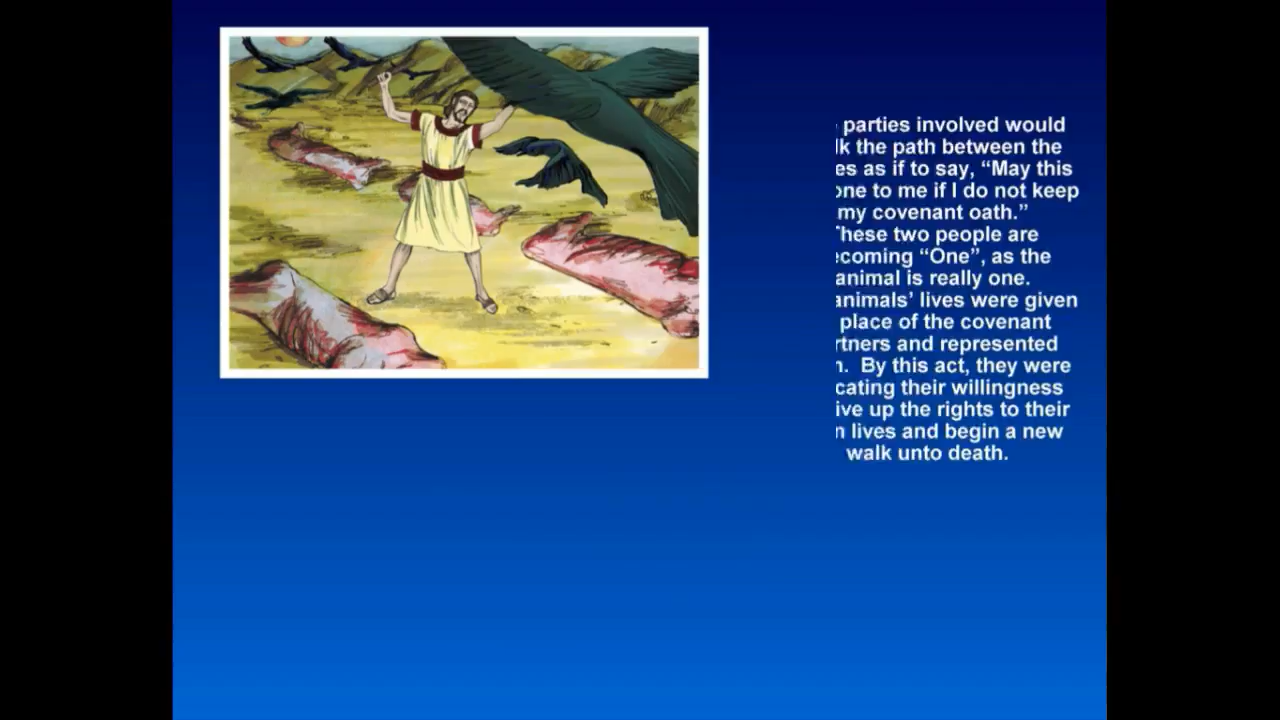 parties involved would
the path between the
as if to say, “May this
to me if I do not keep
my covenant oath.”
These two people are
“One”, as the
animal is really one.
animals’ lives were given
place of the covenant
and represented
By this act, they were
their willingness
up the rights to their
lives and begin a new
walk unto death.